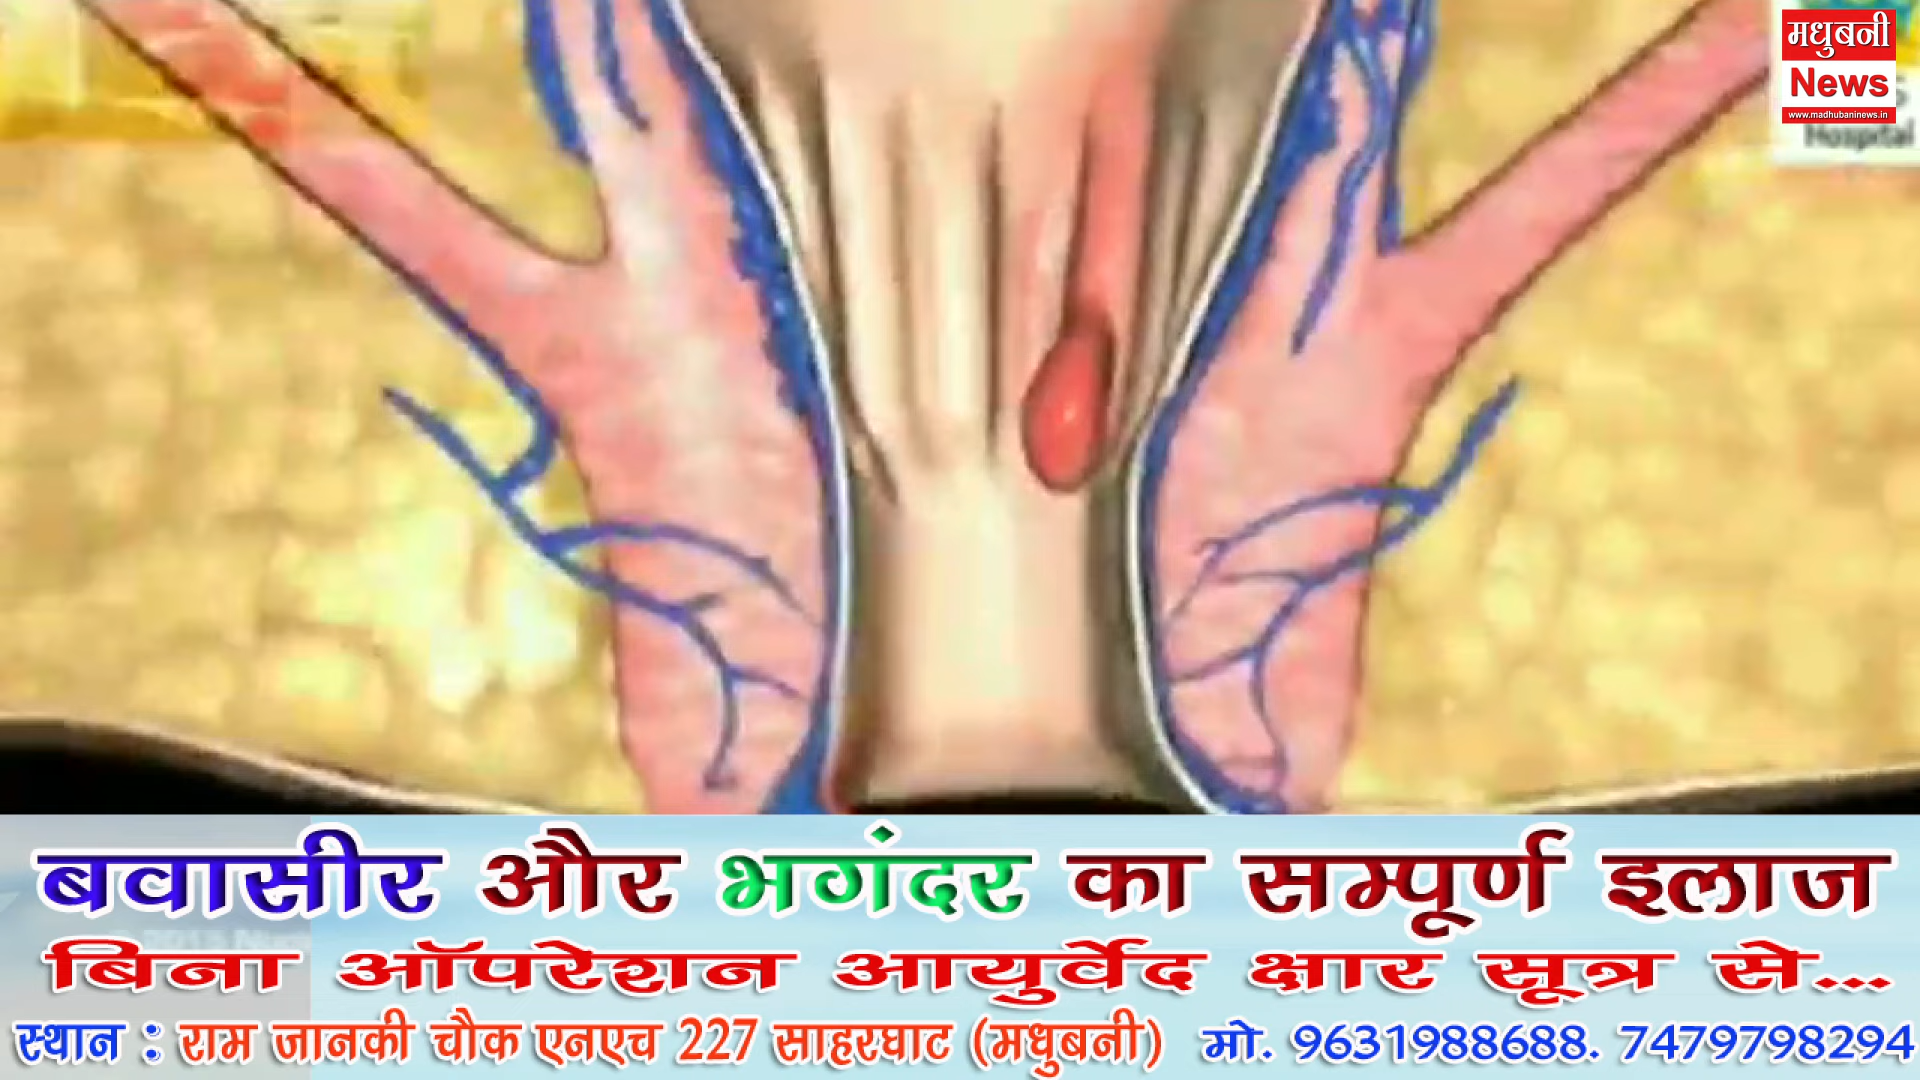 मधुबनी
News
www.madhubaninews.in
Hospital
बवासीर और भगंदर का सम्पूर्ण इलाज
बिना ऑपरेशन आयुर्वेद क्षार सूत्र से...
स्थान : राम जानकी चौक एनएच 227 साहरघाट (मधुबनी) मो. 9631988688. 7479798294